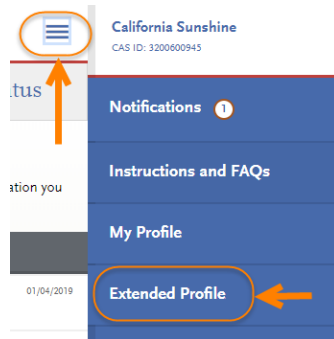 California Sunshine
CAS ID: 3200600945
tus
Notifications 1
Instructions and FAQs
ation you
My Profile
01/04/2019
Extended Profile